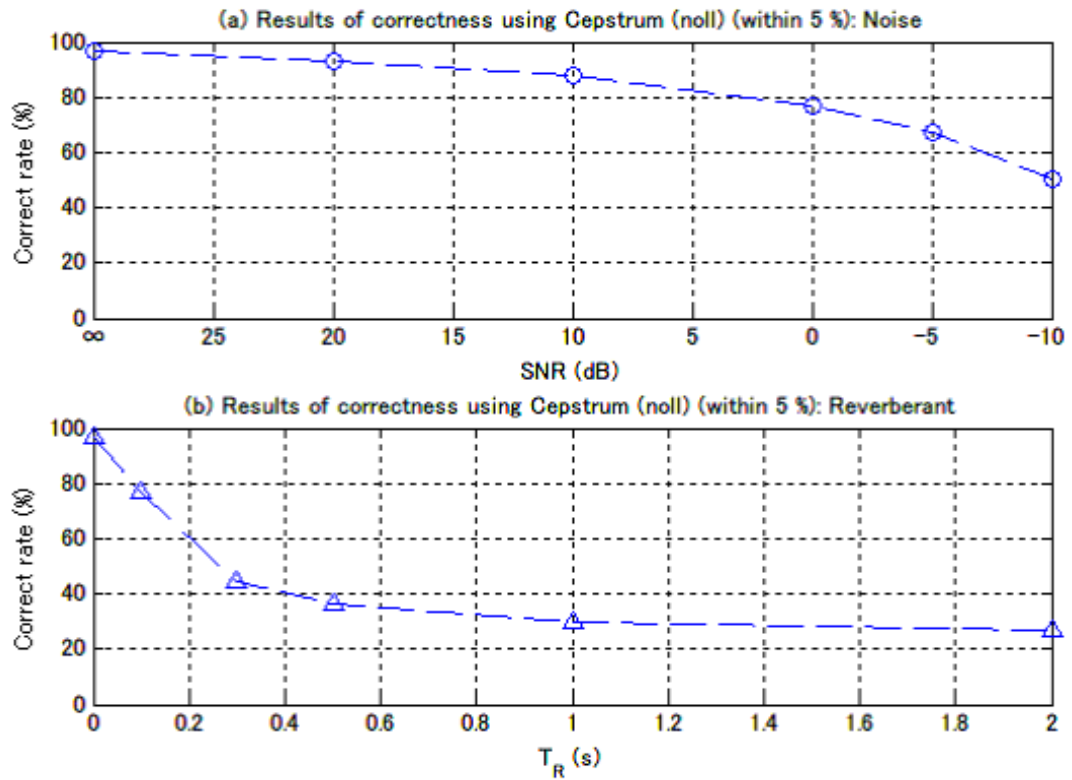 (a) Results of correctness using Cepstrum (noll) (within 5 %): Noise
Correct rate (%)
100
80
60
40
20
0
∞ 25 20 15 10 5 0 −5 −10
SNR (dB)
(b) Results of correctness using Cepstrum (noll) (within 5 %): Reverberant
Correct rate (%)
100
80
60
40
20
0
0 0.2 0.4 0.6 0.8 1 1.2 1.4 1.6 1.8 2
T_R (s)